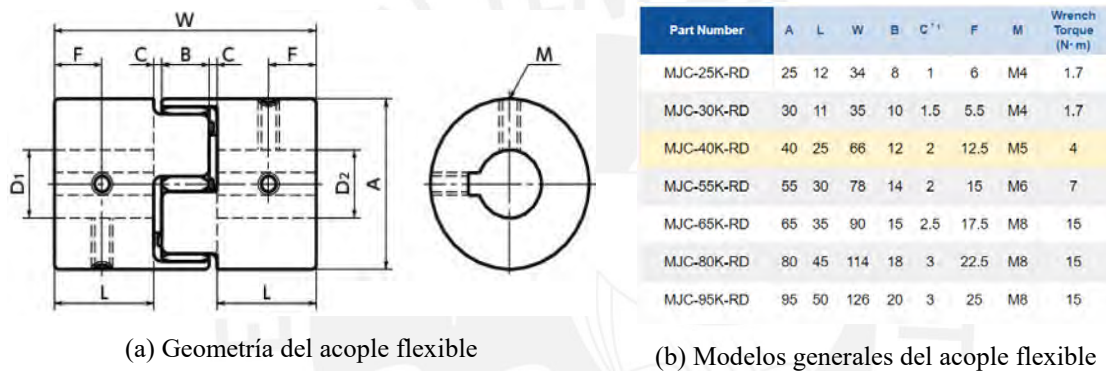 W
F
C
B
C
F
M
D1
D2
A
L
L
Part Number A L W B C*1 F M Wrench Torque (N·m)
MJC-25K-RD 25 12 34 8 1 6 M4 1.7
MJC-30K-RD 30 11 35 10 1.5 5.5 M4 1.7
MJC-40K-RD 40 25 66 12 2 12.5 M5 4
MJC-55K-RD 55 30 78 14 2 15 M6 7
MJC-65K-RD 65 35 90 15 2.5 17.5 M8 15
MJC-80K-RD 80 45 114 18 3 22.5 M8 15
MJC-95K-RD 95 50 126 20 3 25 M8 15
(a) Geometría del acople flexible
(b) Modelos generales del acople flexible